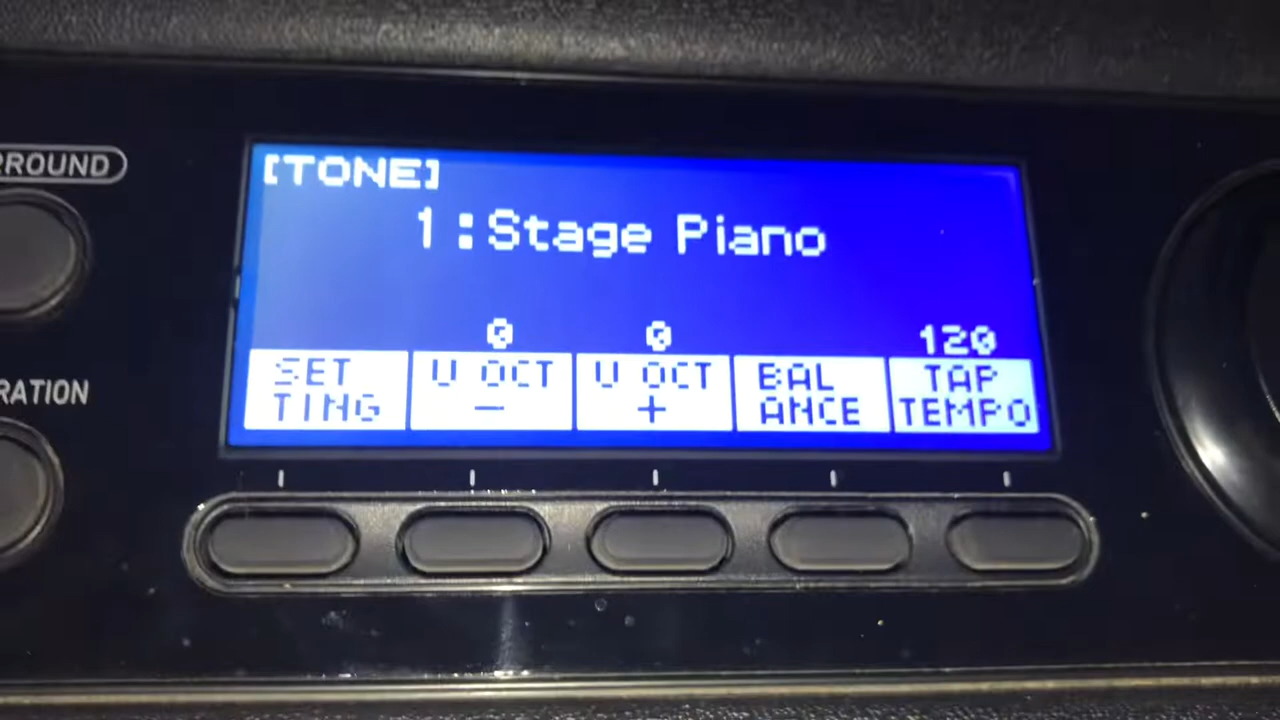 [TONE]
1:Stage Piano
0 0 120
SET TING U OCT - U OCT + BAL ANCE TAP TEMPO
RROUND
RATION